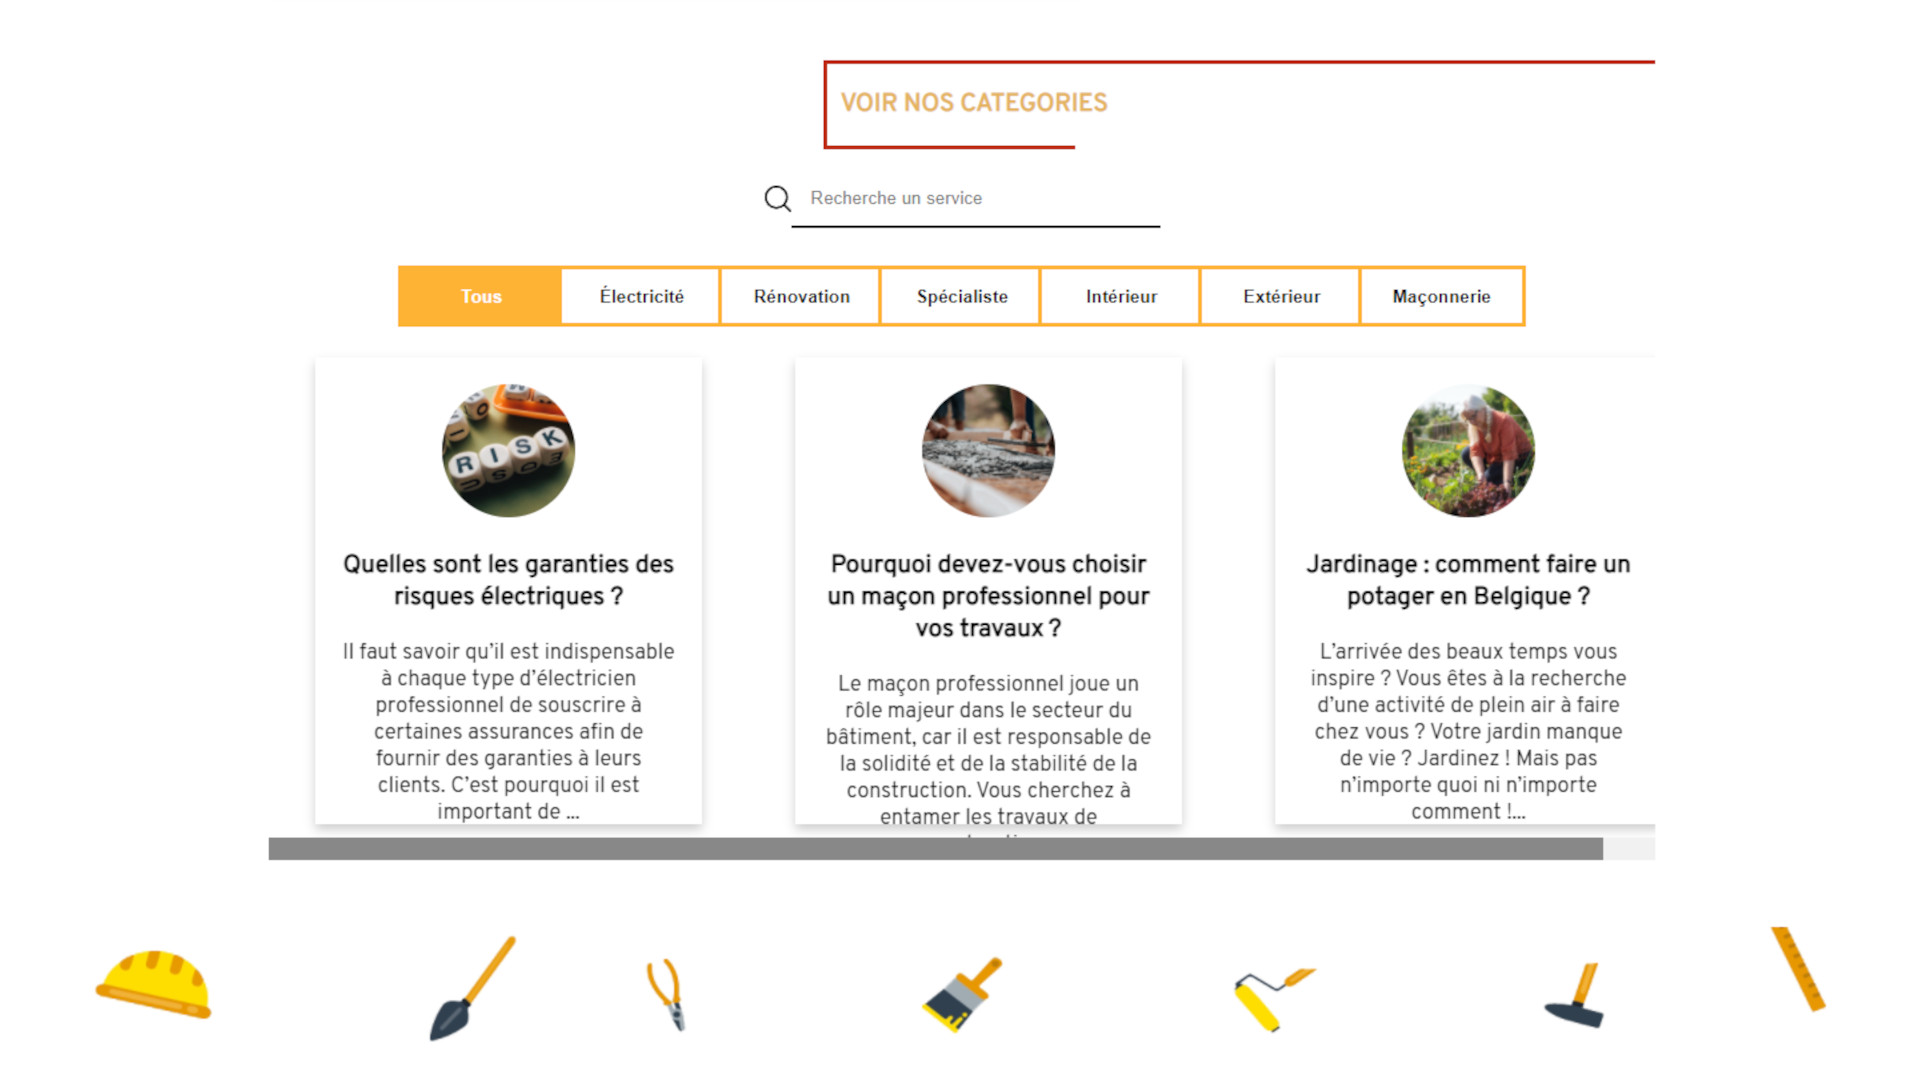 VOIR NOS CATEGORIES
Recherche un service
Tous
Électricité
Rénovation
Spécialiste
Intérieur
Extérieur
Maçonnerie
RISK
Quelles sont les garanties des
risques électriques ?
Il faut savoir qu’il est indispensable
à chaque type d’électricien
professionnel de souscrire à
certaines assurances afin de
fournir des garanties à leurs
clients. C’est pourquoi il est
important de ...
Pourquoi devez-vous choisir
un maçon professionnel pour
vos travaux ?
Le maçon professionnel joue un
rôle majeur dans le secteur du
bâtiment, car il est responsable de
la solidité et de la stabilité de la
construction. Vous cherchez à
entamer les travaux de
Jardinage : comment faire un
potager en Belgique ?
L’arrivée des beaux temps vous
inspire ? Vous êtes à la recherche
d’une activité de plein air à faire
chez vous ? Votre jardin manque
de vie ? Jardinez ! Mais pas
n’importe quoi ni n’importe
comment !...